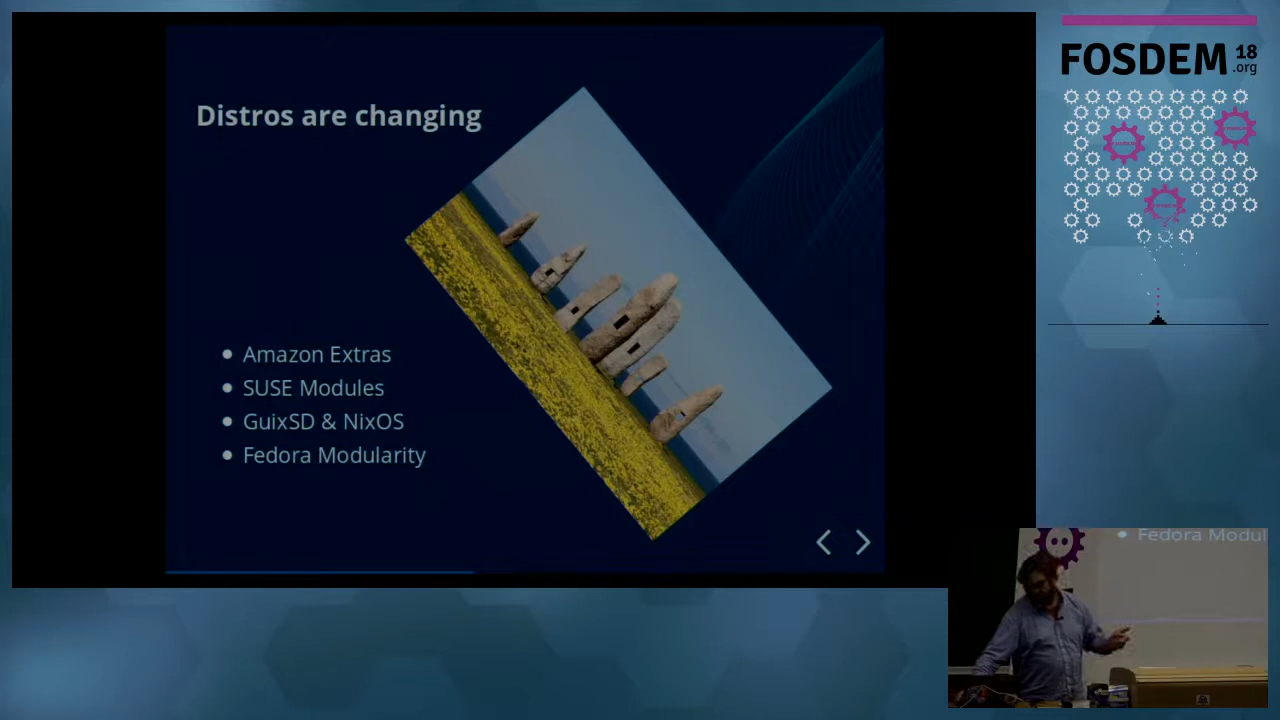 Distros are changing
Amazon Extras
SUSE Modules
GuixSD & NixOS
Fedora Modularity
FOSDEM 18
.org
Fedora Modul